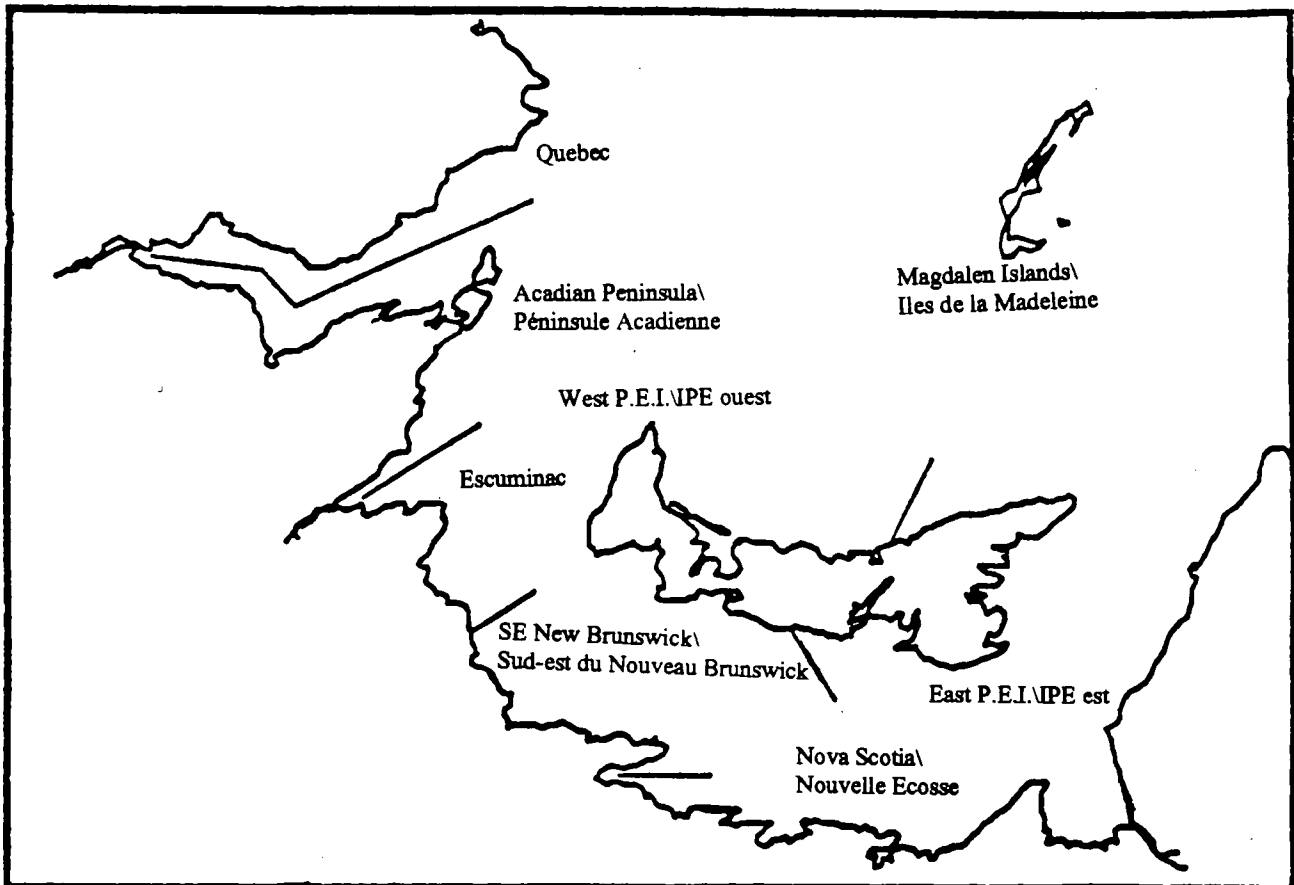 Quebec
Magdalen Islands\
Iles de la Madeleine
Acadian Peninsula\
Péninsule Acadienne
West P.E.I.\IPE ouest
Escuminac
SE New Brunswick\
Sud-est du Nouveau Brunswick
East P.E.I.\IPE est
Nova Scotia\
Nouvelle Ecosse